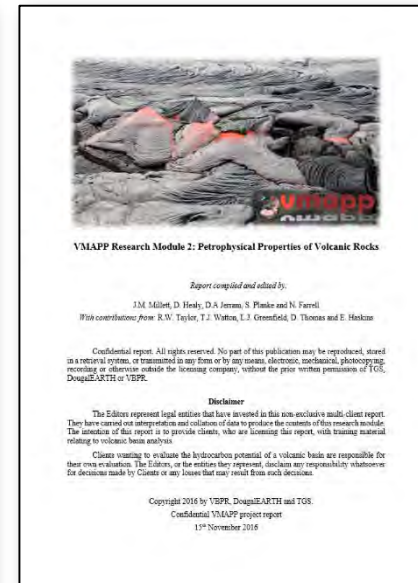 vmapp
VMAPP Research Module 2: Petrophysical Properties of Volcanic Rocks
Report compiled and edited by:
J.M. Millett, D. Healy, D.A Jerram, S. Planke and N. Farrell
With contributions from: R.W. Taylor, T.J. Watton, L.J. Greenfield, D. Thomas and E. Haskins
Confidential report. All rights reserved. No part of this publication may be reproduced, stored
in a retrieval system, or transmitted in any form or by any means, electronic, mechanical, photocopying,
recording or otherwise outside the licensing company, without the prior written permission of TGS,
DougalEARTH or VBPR.
Disclaimer
The Editors represent legal entities that have invested in this non-exclusive multi-client report.
They have carried out interpretation and collation of data to produce the contents of this research module.
The intention of this report is to provide clients, who are licensing this report, with training material
relating to volcanic basin analysis.
Clients wanting to evaluate the hydrocarbon potential of a volcanic basin are responsible for
their own evaluation. The Editors, or the entities they represent, disclaim any responsibility whatsoever
for decisions made by Clients or any losses that may result from such decisions.
Copyright 2016 by VBPR, DougalEARTH and TGS.
Confidential VMAPP project report
15th November 2016